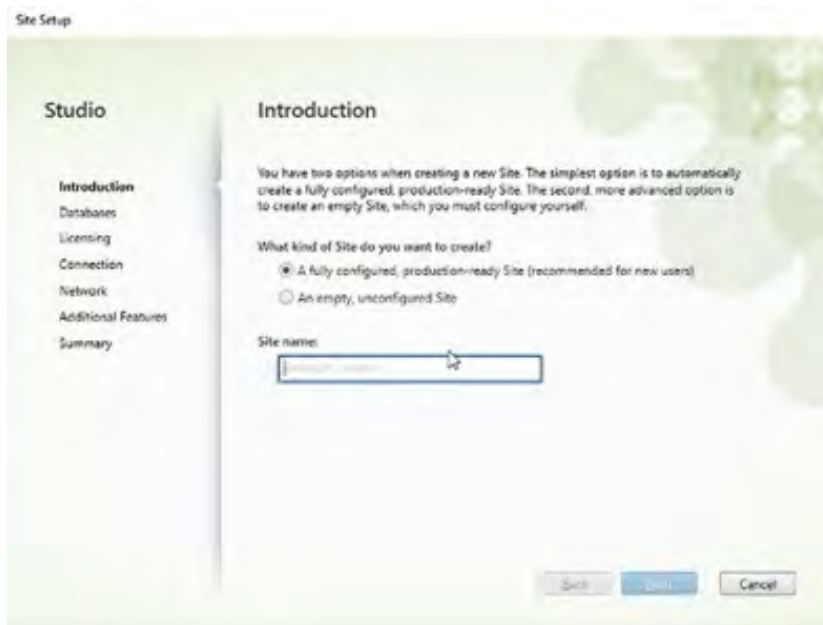 Site Setup
Studio
Introduction
Databases
Licensing
Connection
Network
Additional Features
Summary
Introduction
You have two options when creating a new Site. The simplest option is to automatically
create a fully configured, production-ready Site. The second, more advanced option is
to create an empty Site, which you must configure yourself.
What kind of Site do you want to create?
A fully configured, production-ready Site (recommended for new users)
An empty, unconfigured Site
Site name:
Back
Next
Cancel